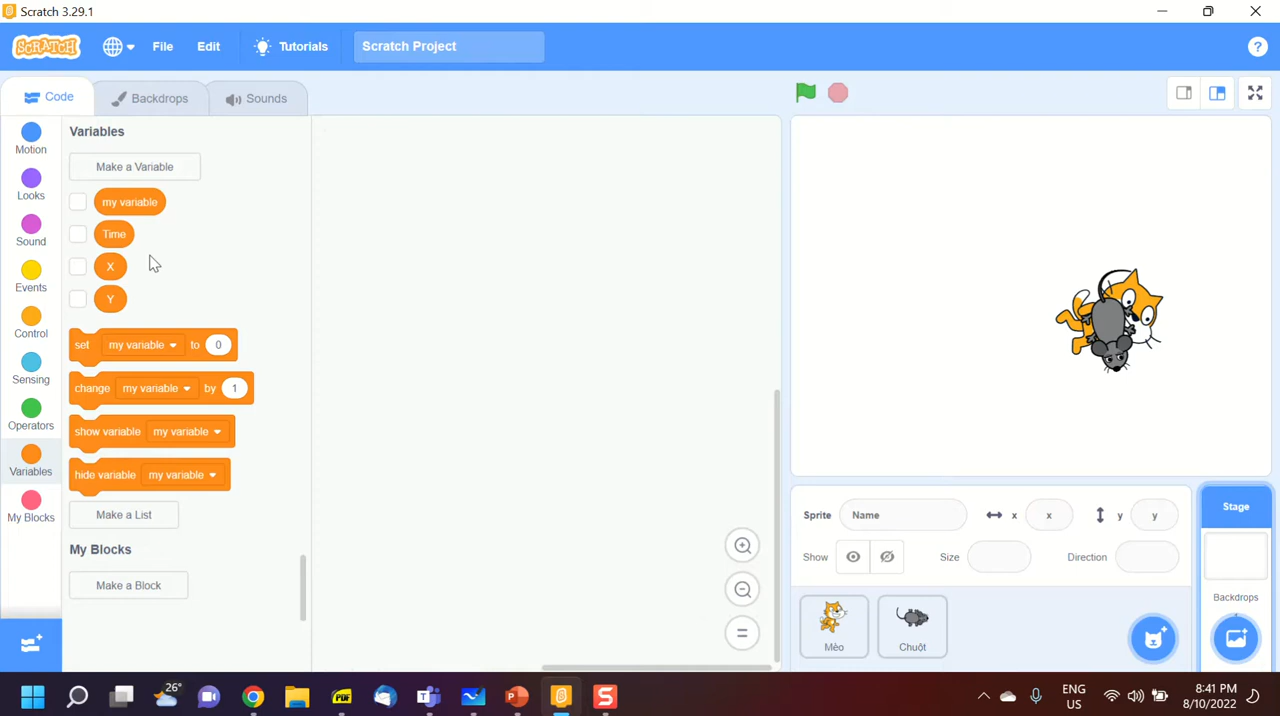 Scratch 3.29.1
SCRATCH File Edit Tutorials Scratch Project ?
Code Backdrops Sounds
Motion
Looks
Sound
Events
Control
Sensing
Operators
Variables
My Blocks
Variables
Make a Variable
my variable
Time
X
Y
set my variable to 0
change my variable by 1
show variable my variable
hide variable my variable
Make a List
My Blocks
Make a Block
Sprite Name x x y y
Show Size Direction
Mèo
Chuột
Stage
Backdrops
26°
PDF
S
ENG
US
8:41 PM
8/10/2022